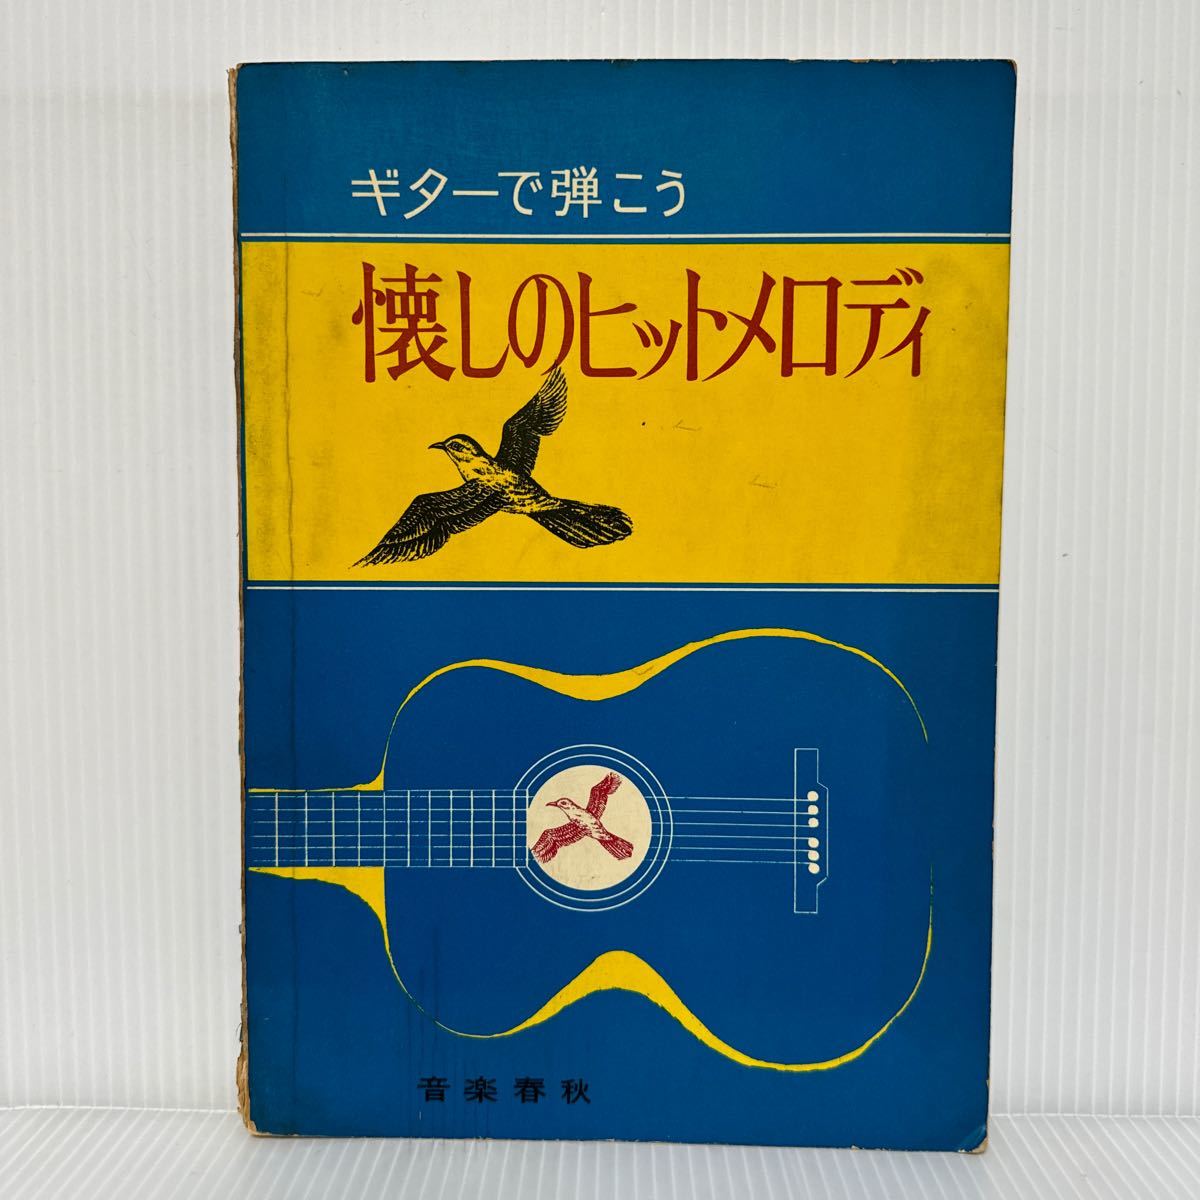 ギターで弾こう
懐しのヒットメロディ
音楽春秋